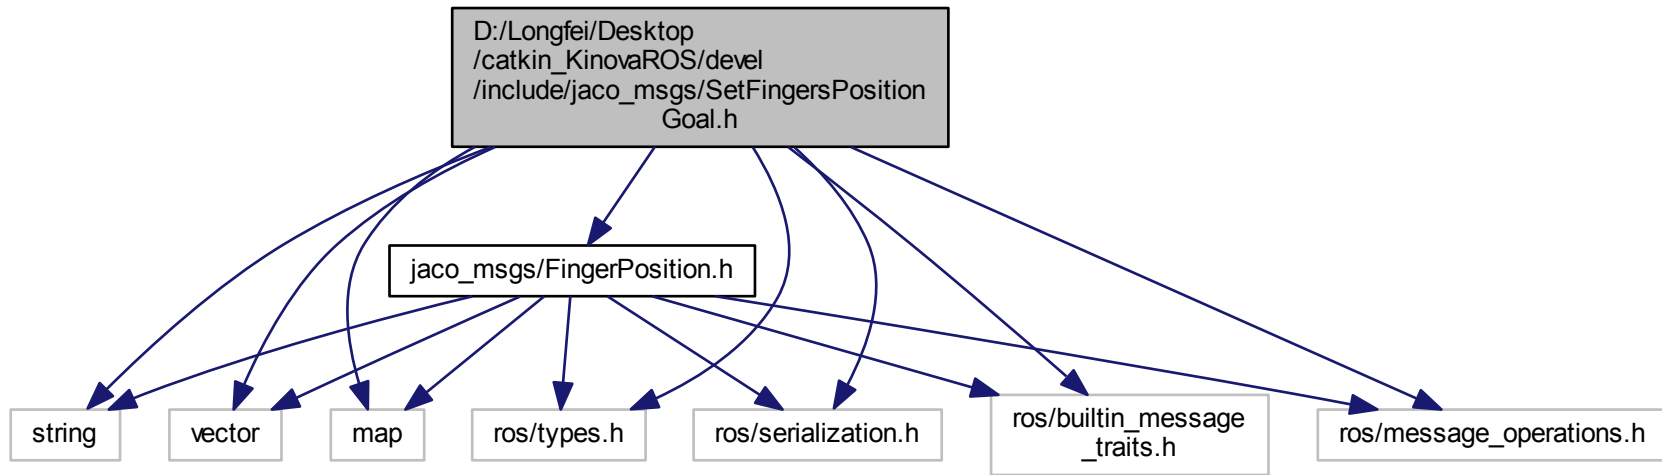 D:/Longfei/Desktop
/catkin_KinovaROS/devel
/include/jaco_msgs/SetFingersPosition
Goal.h
jaco_msgs/FingerPosition.h
string
vector
map
ros/types.h
ros/serialization.h
ros/builtin_message
_traits.h
ros/message_operations.h